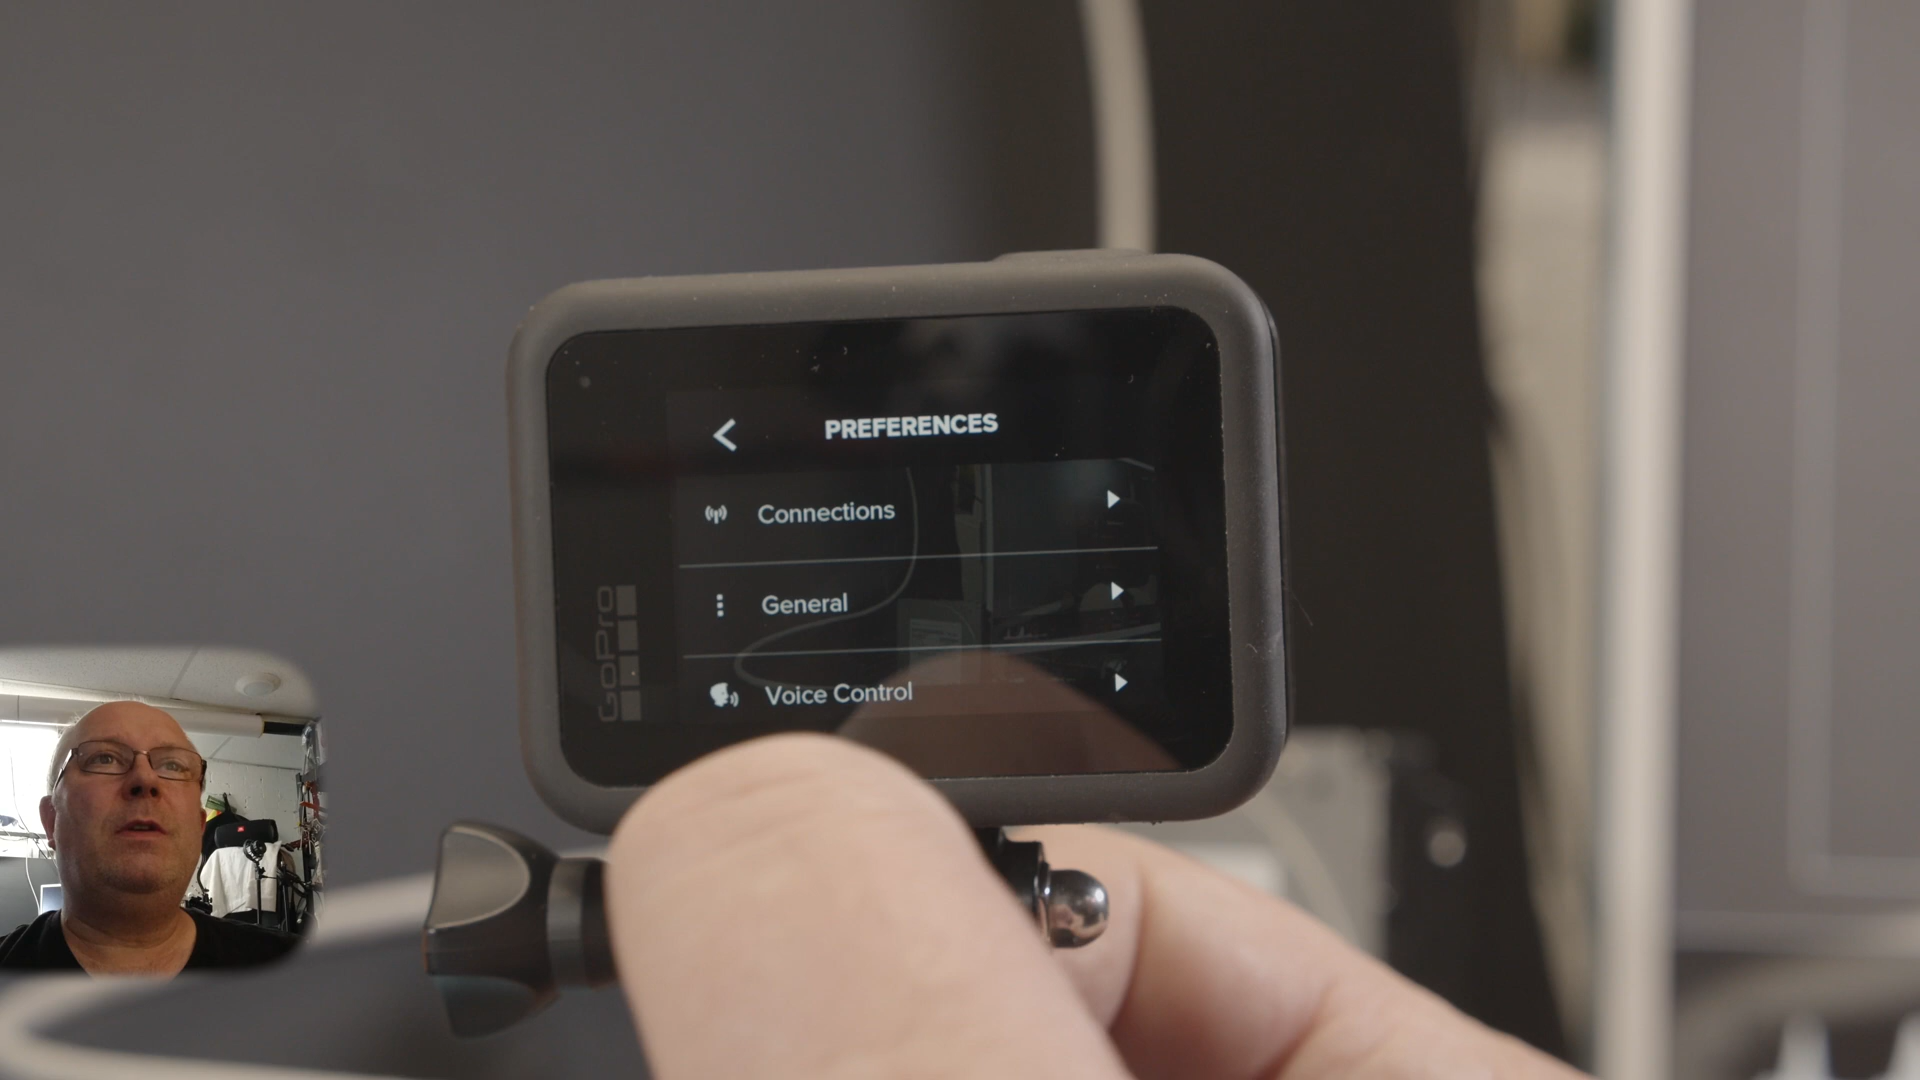 PREFERENCES
Connections
General
Voice Control
GoPro